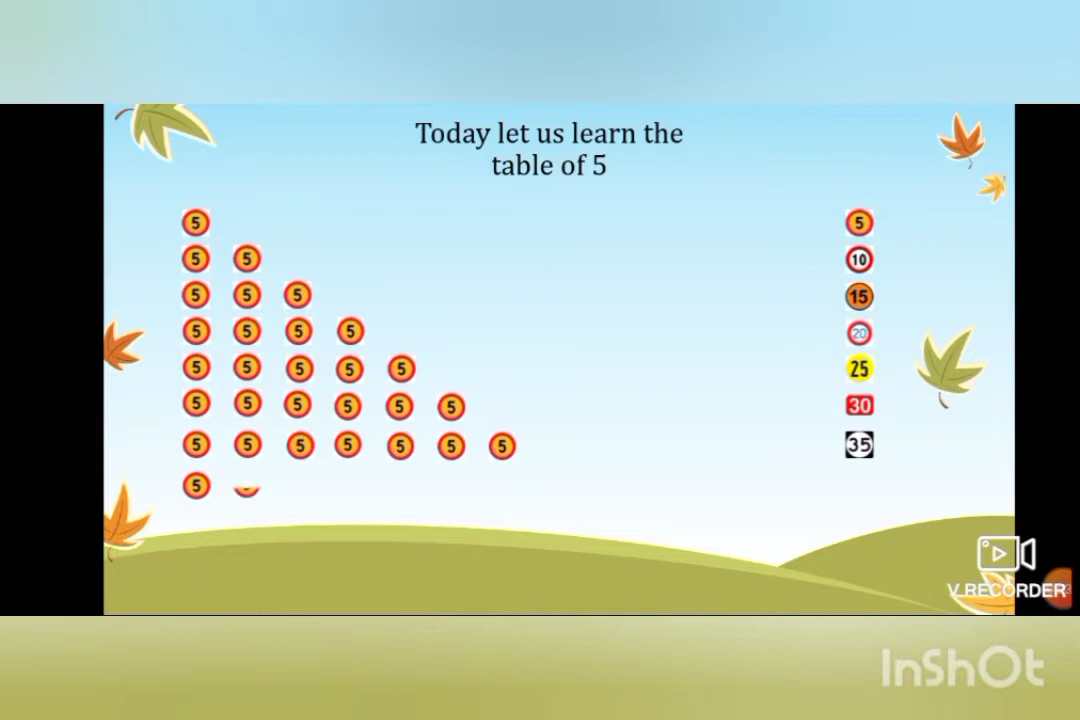 Today let us learn the
table of 5
5 5
5 5 10
5 5 5 15
5 5 5 5 20
5 5 5 5 5 25
5 5 5 5 5 5 30
5 5 5 5 5 5 5 35
5
V RECORDER
InShOt